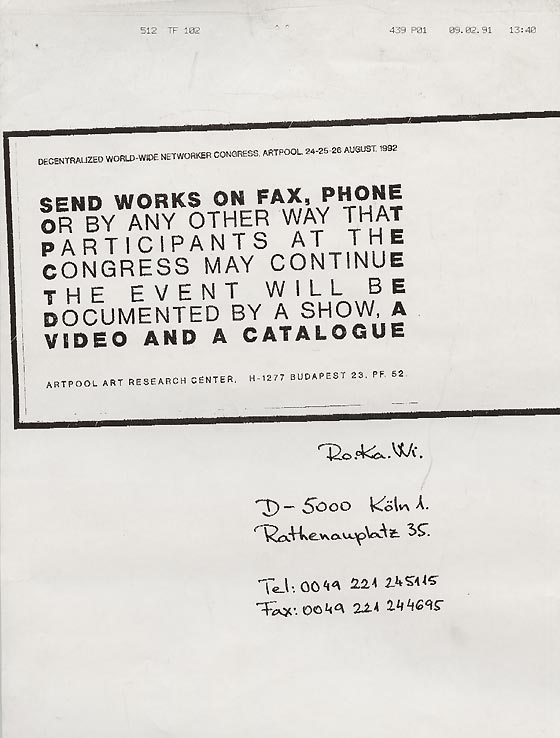 512 TF 102 439 P01 09.02.91 13:40
DECENTRALIZED WORLD-WIDE NETWORKER CONGRESS. ARTPOOL. 24-25-26 AUGUST. 1992
SEND WORKS ON FAX, PHONE
OR BY ANY OTHER WAY THAT
PARTICIPANTS AT THE
CONGRESS MAY CONTINUE
THE EVENT WILL BE
DOCUMENTED BY A SHOW, A
VIDEO AND A CATALOGUE
ARTPOOL ART RESEARCH CENTER, H-1277 BUDAPEST 23. PF. 52.
Ro.Ka.Wi.
D-5000 Köln 1.
Rathenauplatz 35.
Tel: 0049 221 245115
Fax: 0049 221 244695